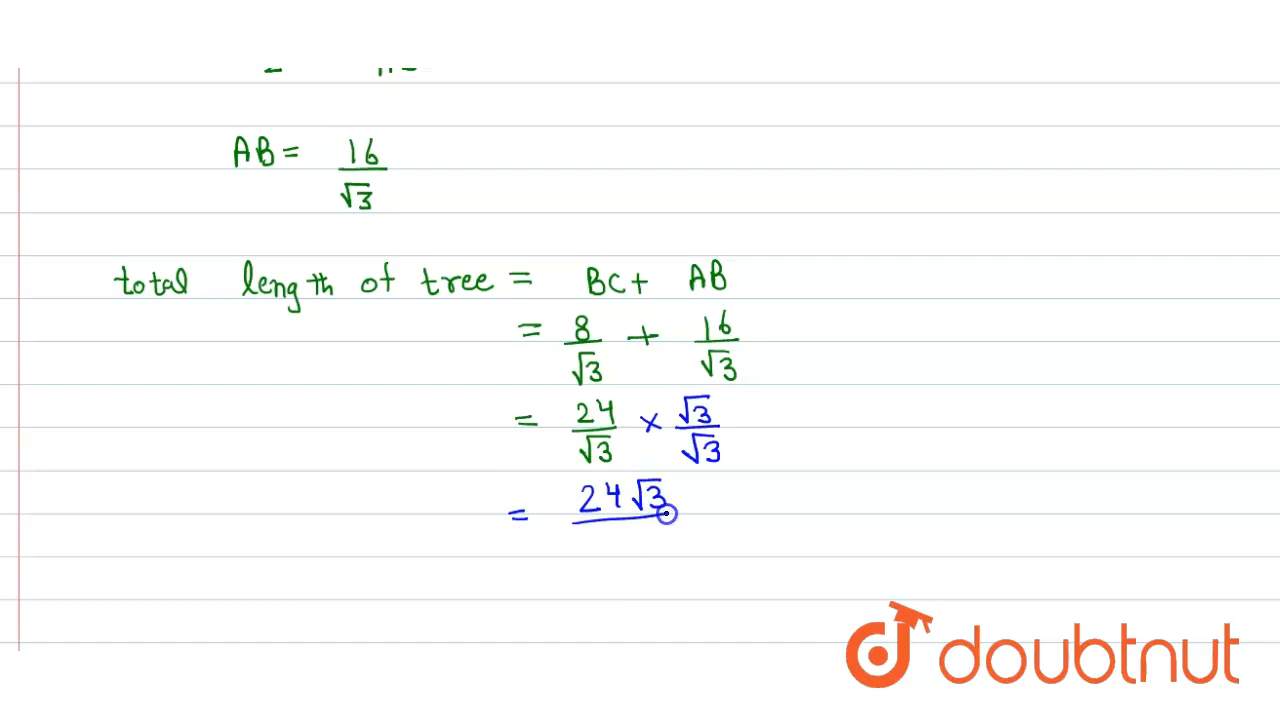 AB = 16/√3
total length of tree = BC + AB
= 8/√3 + 16/√3
= 24/√3 × √3/√3
= 24√3
doubtnut